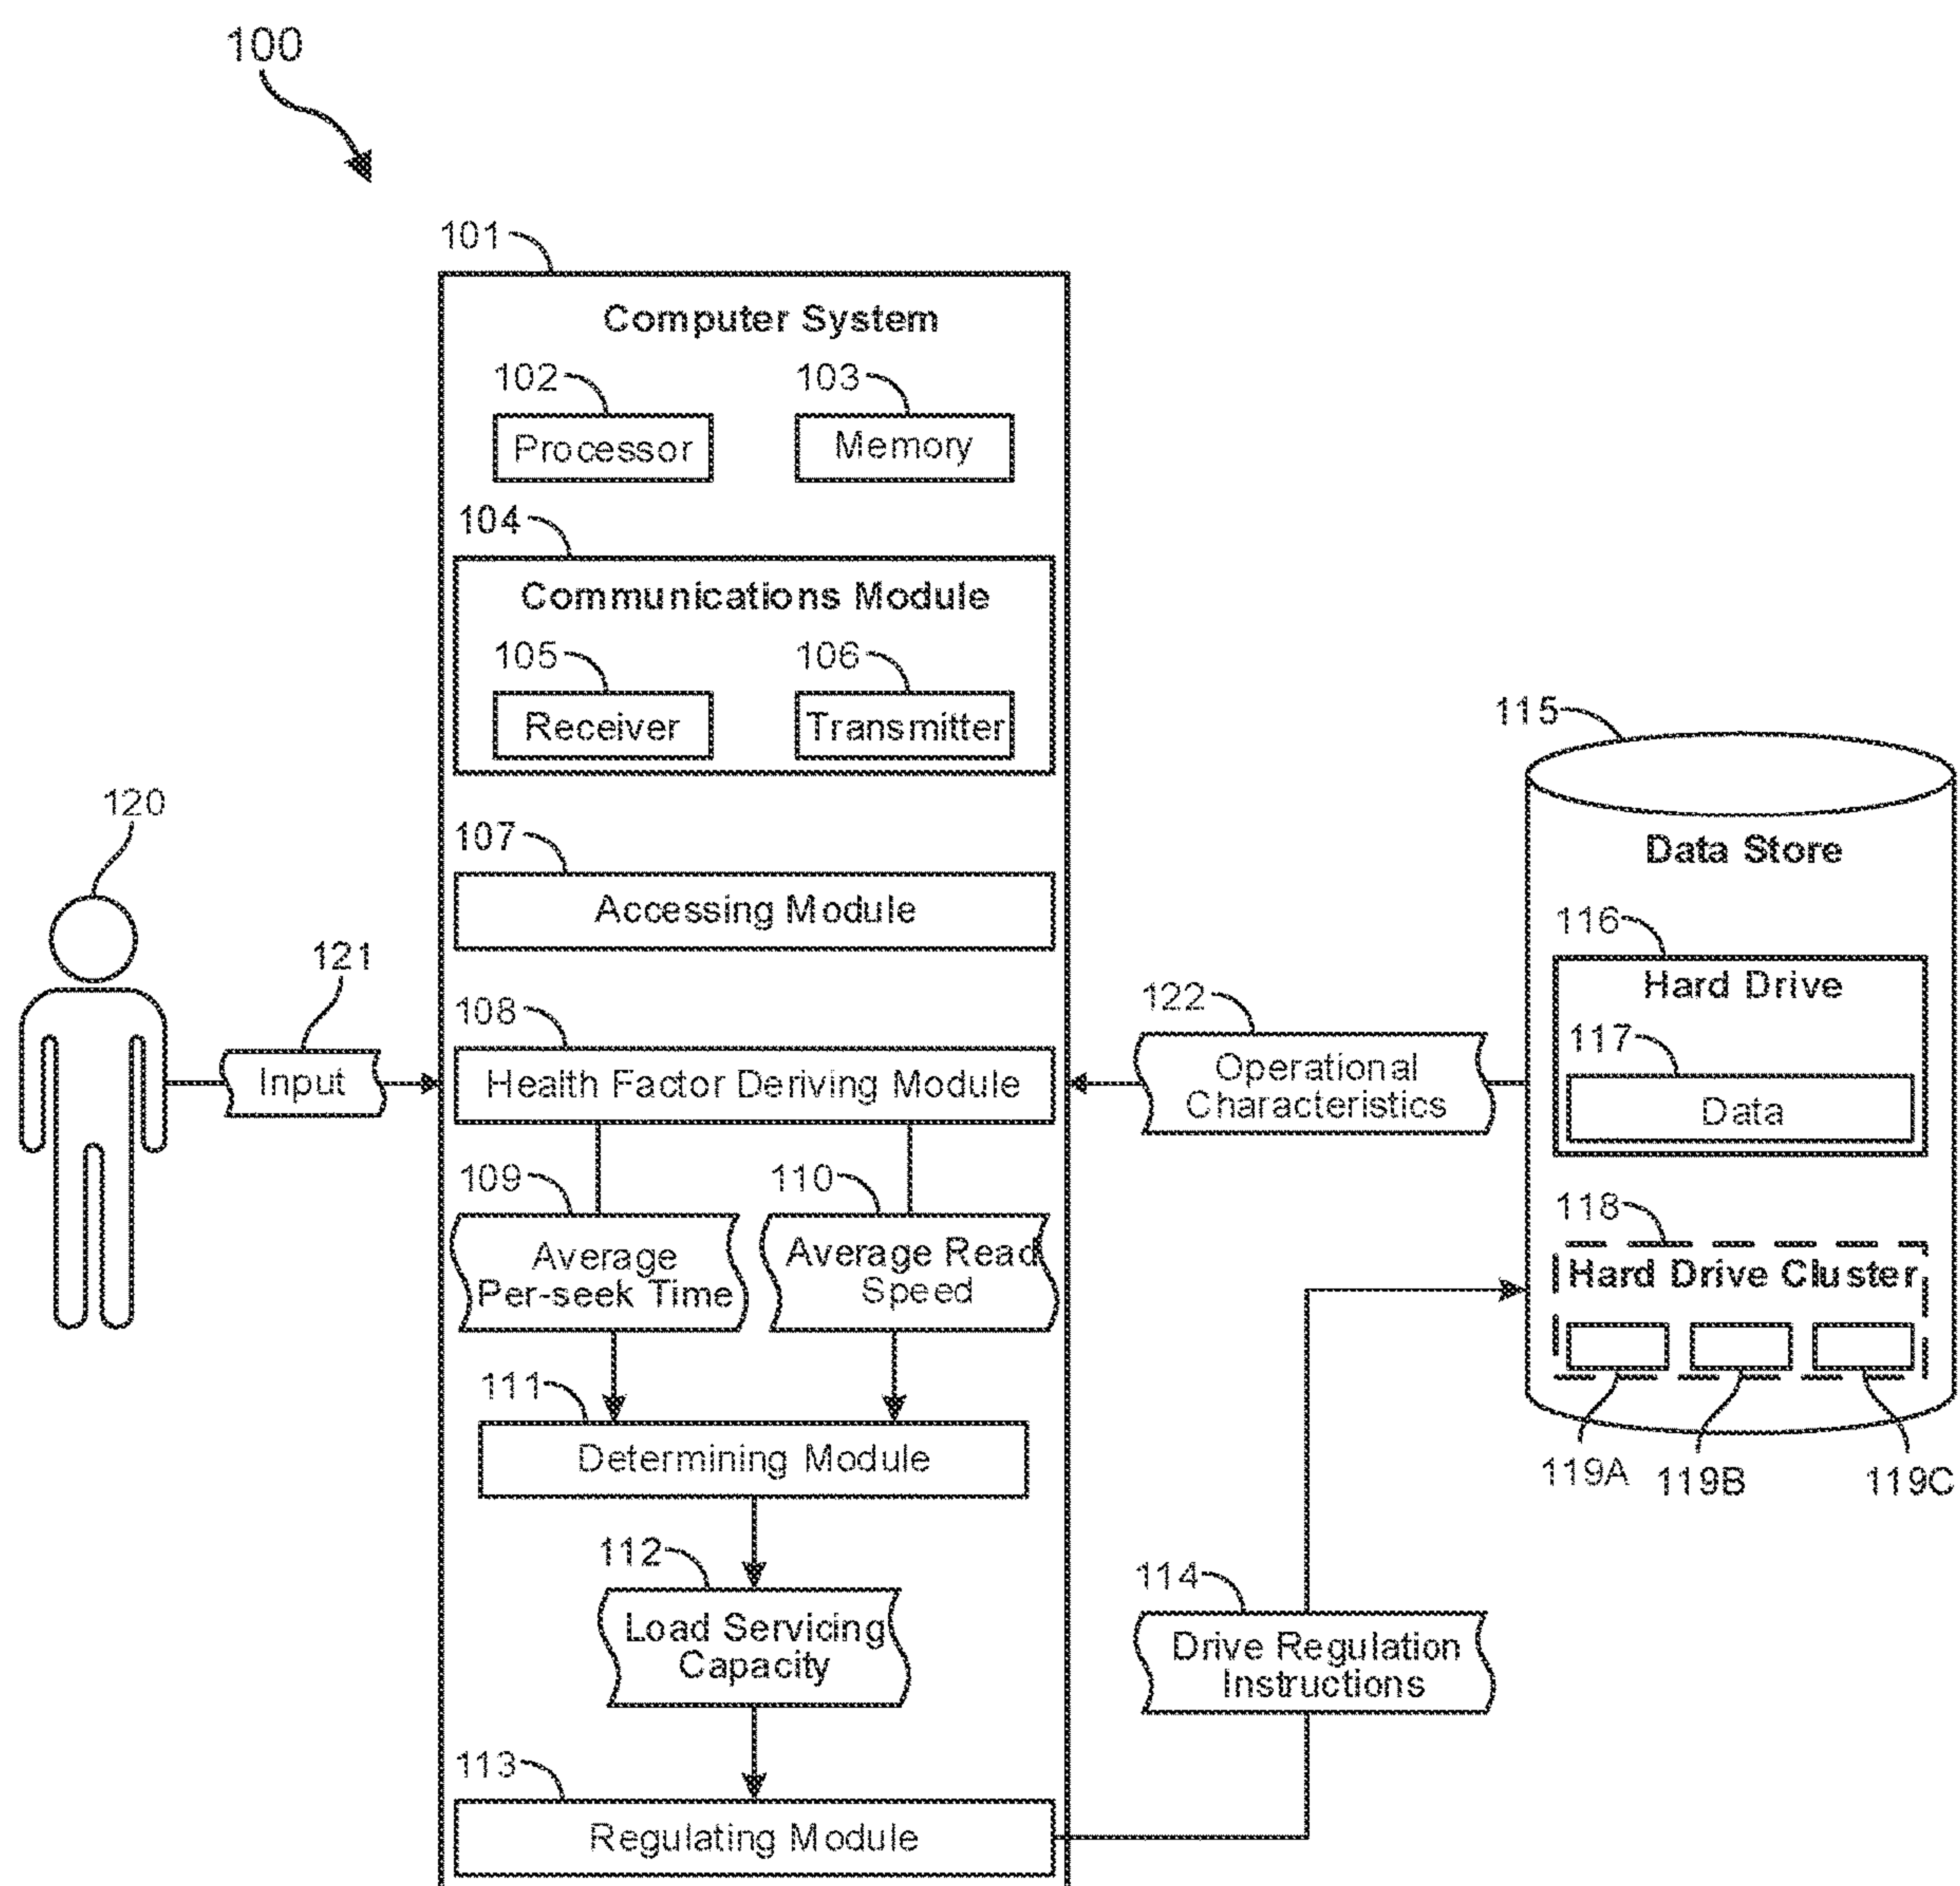 100
101
Computer System
102
103
Processor
Memory
104
Communications Module
105
106
Receiver
Transmitter
107
Accessing Module
108
Health Factor Deriving Module
109
110
Average
Per-seek Time
Average Read
Speed
111
Determining Module
112
Load Servicing
Capacity
113
Regulating Module
120
121
Input
122
Operational
Characteristics
114
Drive Regulation
Instructions
115
Data Store
116
Hard Drive
117
Data
118
Hard Drive Cluster
119A
119B
119C